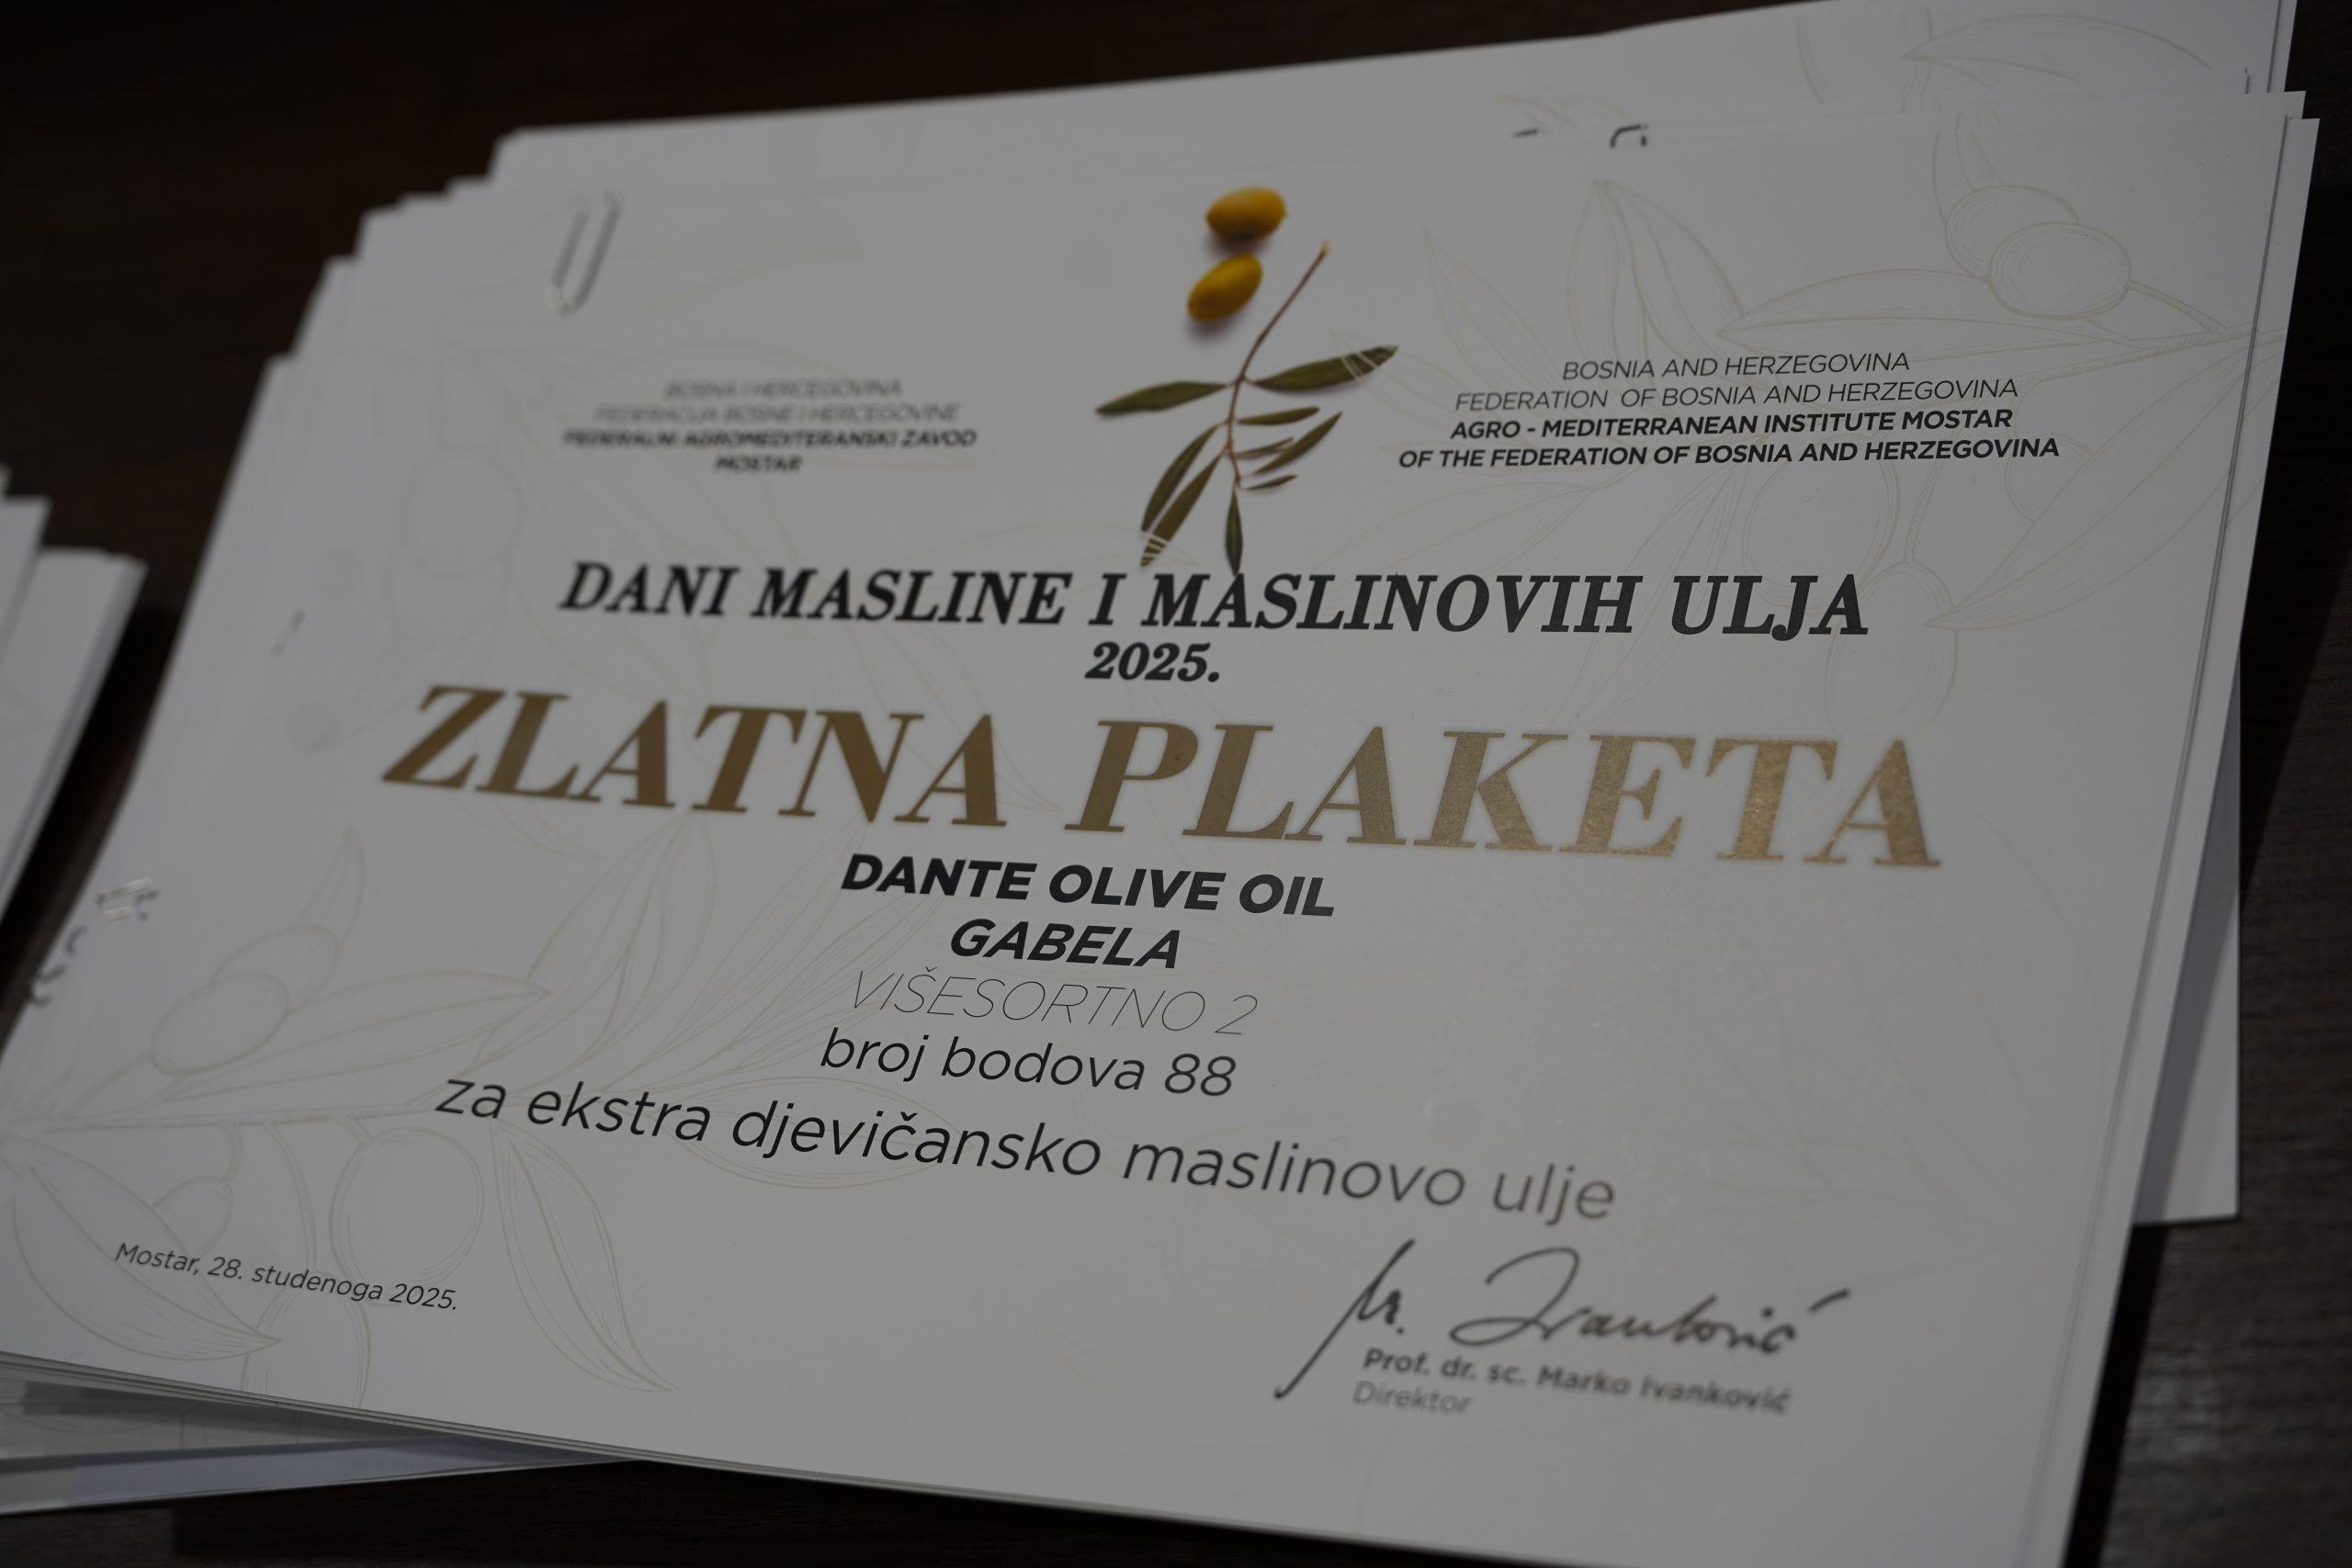 BOSNA I HERCEGOVINA
FEDERACIJA BOSNE I HERCEGOVINE
FEDERALNI AGROMEDITERANSKI ZAVOD
MOSTAR
BOSNIA AND HERZEGOVINA
FEDERATION OF BOSNIA AND HERZEGOVINA
AGRO - MEDITERRANEAN INSTITUTE MOSTAR
OF THE FEDERATION OF BOSNIA AND HERZEGOVINA
DANI MASLINE I MASLINOVIH ULJA
2025.
ZLATNA PLAKETA
DANTE OLIVE OIL
GABELA
VIŠESORTNO 2
broj bodova 88
za ekstra djevičansko maslinovo ulje
Mostar, 28. studenoga 2025.
M. Ivanković
Prof. dr. sc. Marko Ivanković
Direktor